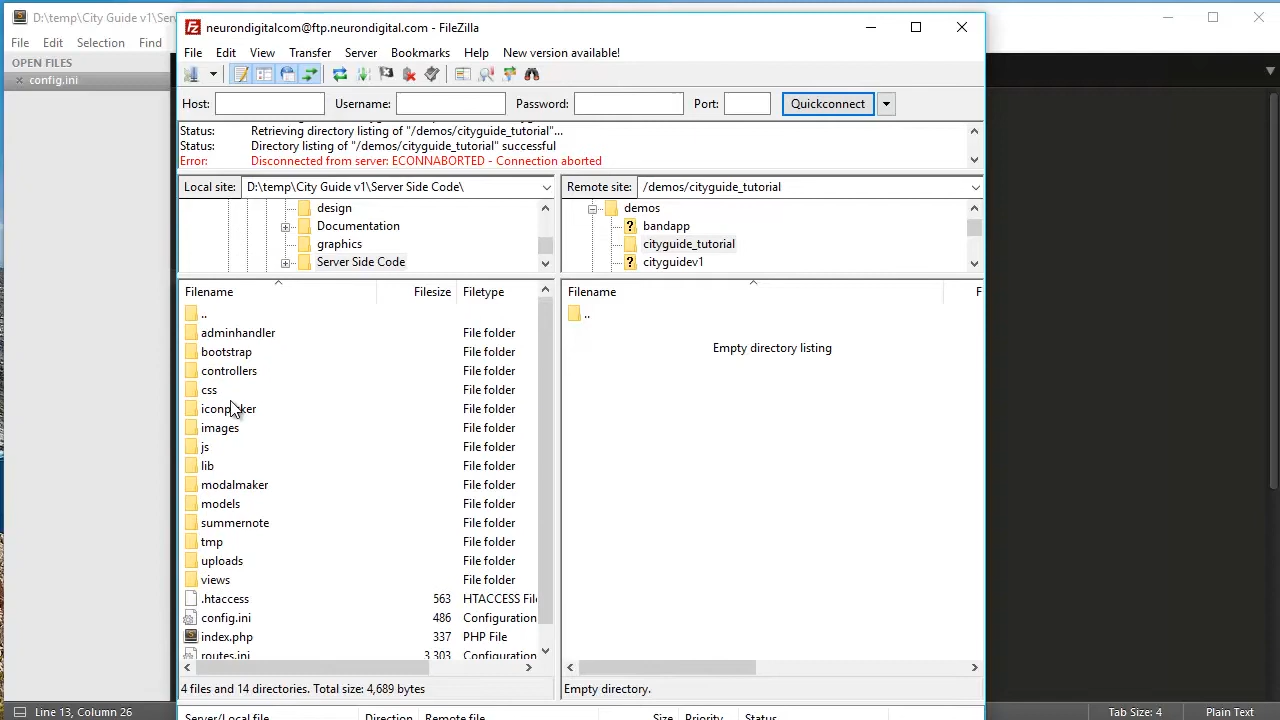 D:\temp\City Guide v1\Ser
File Edit Selection Find
OPEN FILES
config.ini
neurondigitalcom@ftp.neurondigital.com - FileZilla
File Edit View Transfer Server Bookmarks Help New version available!
Host: Username: Password: Port: Quickconnect
Status: Retrieving directory listing of "/demos/cityguide_tutorial"...
Status: Directory listing of "/demos/cityguide_tutorial" successful
Error: Disconnected from server: ECONNABORTED - Connection aborted
Local site: D:\temp\City Guide v1\Server Side Code\
Remote site: /demos/cityguide_tutorial
design
Documentation
graphics
Server Side Code
demos
bandapp
cityguide_tutorial
cityguidev1
Filename Filesize Filetype
..
adminhandler File folder
bootstrap File folder
controllers File folder
css File folder
File folder
images File folder
js File folder
lib File folder
modalmaker File folder
models File folder
summernote File folder
tmp File folder
uploads File folder
views File folder
.htaccess 563 HTACCESS File
config.ini 486 Configuration
index.php 337 PHP File
routes.ini 3,303 Configuration
4 files and 14 directories. Total size: 4,689 bytes
Filename F
..
Empty directory listing
Empty directory.
Server/Local file Direction Remote file Size Priority Status
Line 13, Column 26
Tab Size: 4 Plain Text